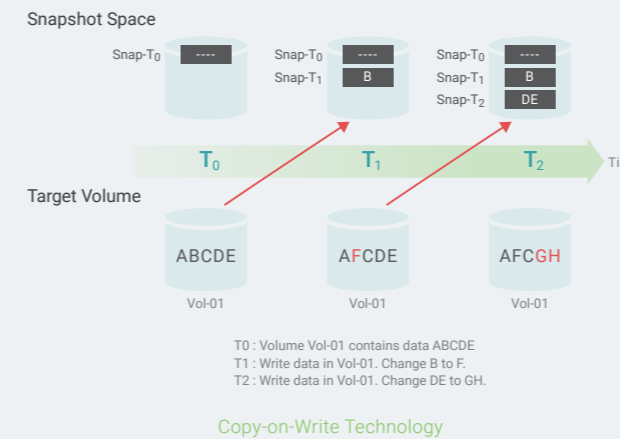 Snapshot Space
Snap-T0 ----
Snap-T0 ----
Snap-T1 B
Snap-T0 ----
Snap-T1 B
Snap-T2 DE
T0 T1 T2
Target Volume
ABCDE
AFCDE
AFCGH
Vol-01
Vol-01
Vol-01
T0 : Volume Vol-01 contains data ABCDE
T1 : Write data in Vol-01. Change B to F.
T2 : Write data in Vol-01. Change DE to GH.
Copy-on-Write Technology